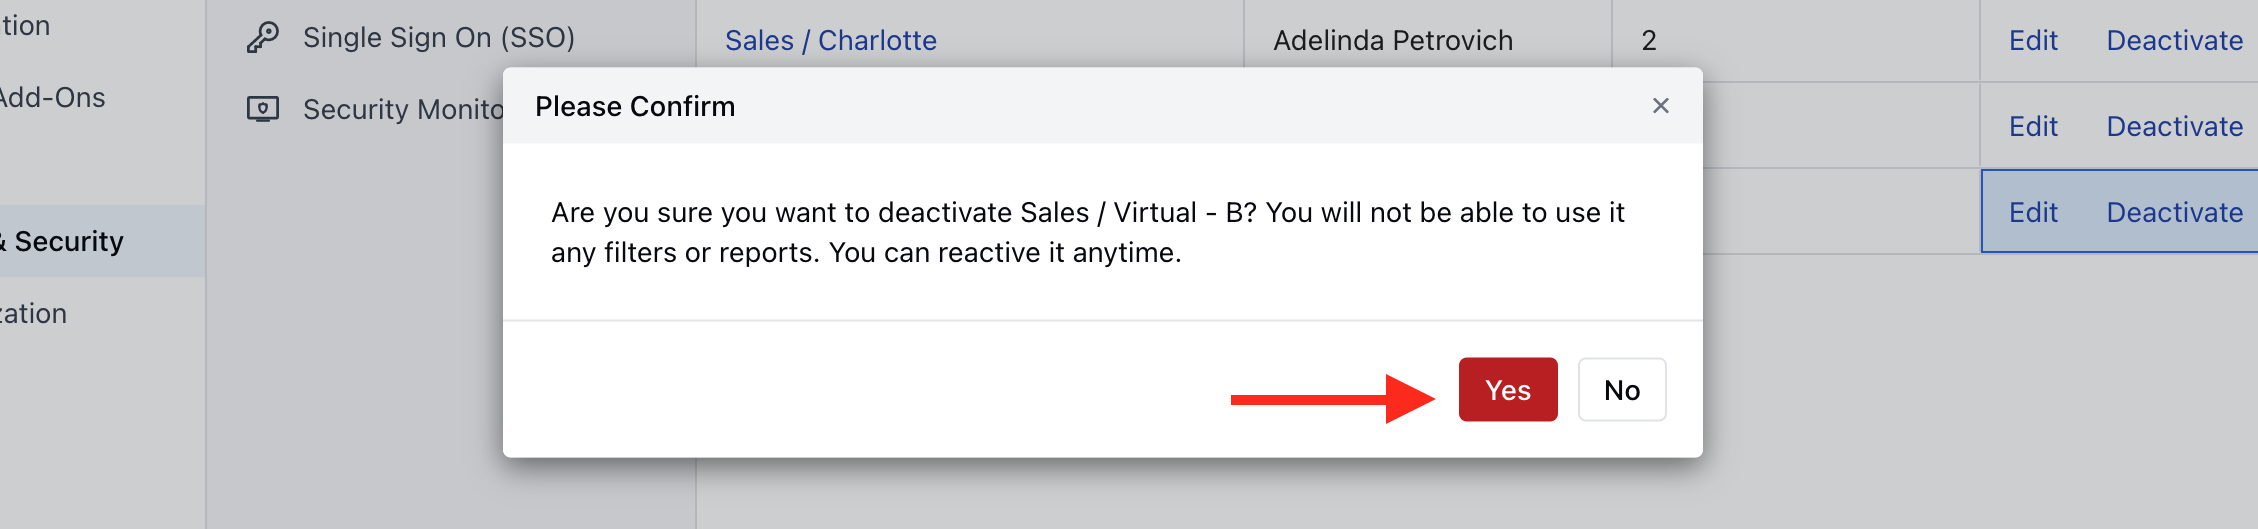 tion
Add-Ons
& Security
zation
Single Sign On (SSO)
Security Monito
Sales / Charlotte
Adelinda Petrovich
2
Edit Deactivate
Edit Deactivate
Edit Deactivate
Please Confirm
Are you sure you want to deactivate Sales / Virtual - B? You will not be able to use it
any filters or reports. You can reactive it anytime.
Yes
No